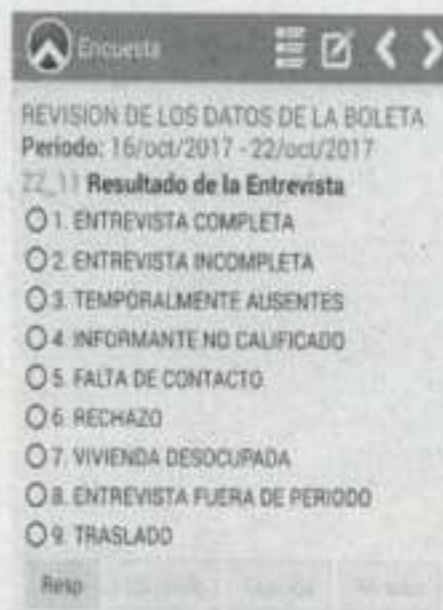 Encuesta
REVISION DE LOS DATOS DE LA BOLETA
Periodo: 16/oct/2017 - 22/oct/2017
ZZ_11 Resultado de la Entrevista
1. ENTREVISTA COMPLETA
2. ENTREVISTA INCOMPLETA
3. TEMPORALMENTE AUSENTES
4. INFORMANTE NO CALIFICADO
5. FALTA DE CONTACTO
6. RECHAZO
7. VIVIENDA DESOCUPADA
8. ENTREVISTA FUERA DE PERIODO
9. TRASLADO
Resp